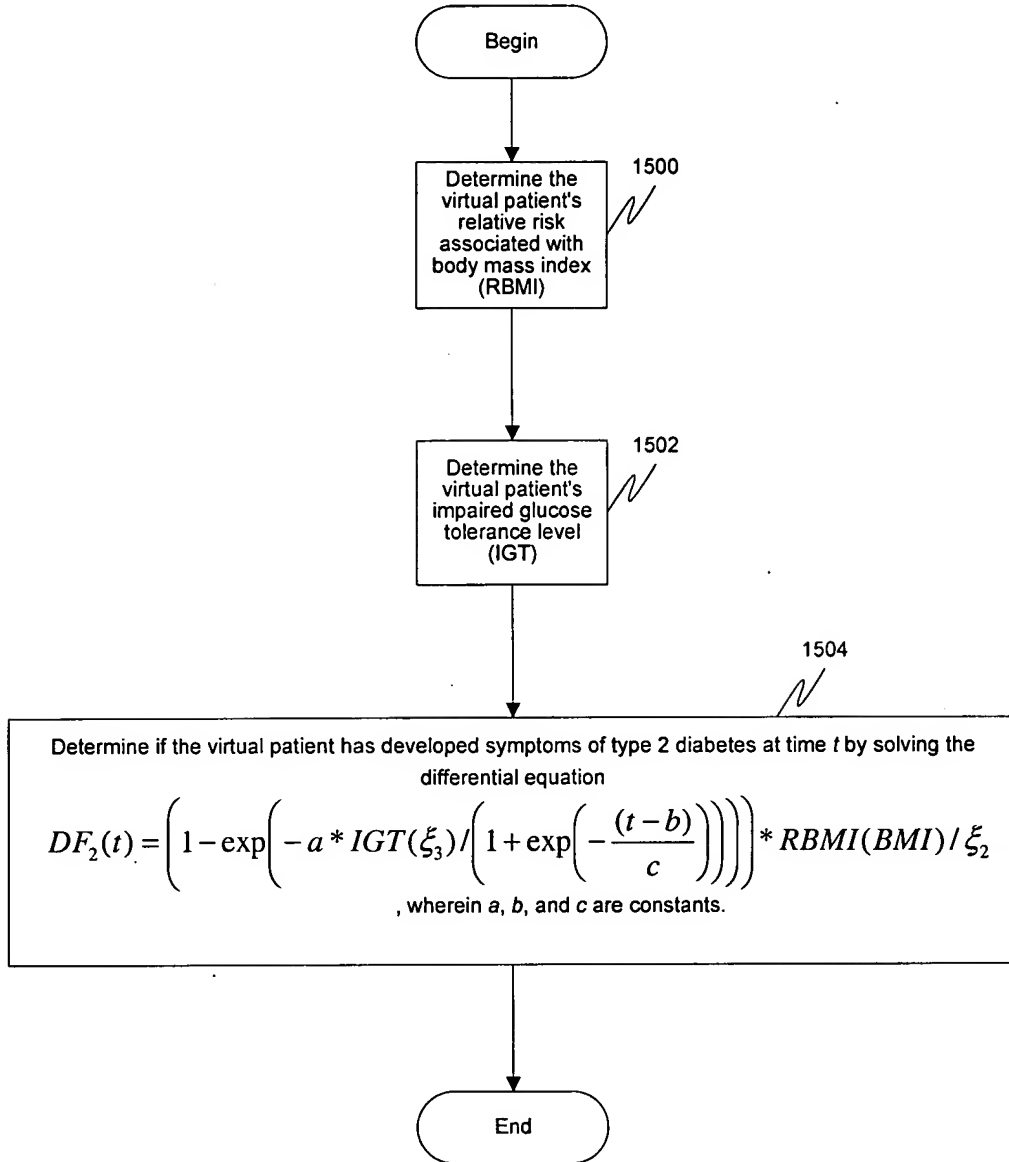 Begin
1500
Determine the
virtual patient's
relative risk
associated with
body mass index
(RBMI)
1502
Determine the
virtual patient's
impaired glucose
tolerance level
(IGT)
1504
Determine if the virtual patient has developed symptoms of type 2 diabetes at time t by solving the
differential equation
DF₂(t) = (1 − exp(−a * IGT(ξ₃)/(1 + exp(−(t − b)/c)))) * RBMI(BMI)/ξ₂
, wherein a, b, and c are constants.
End